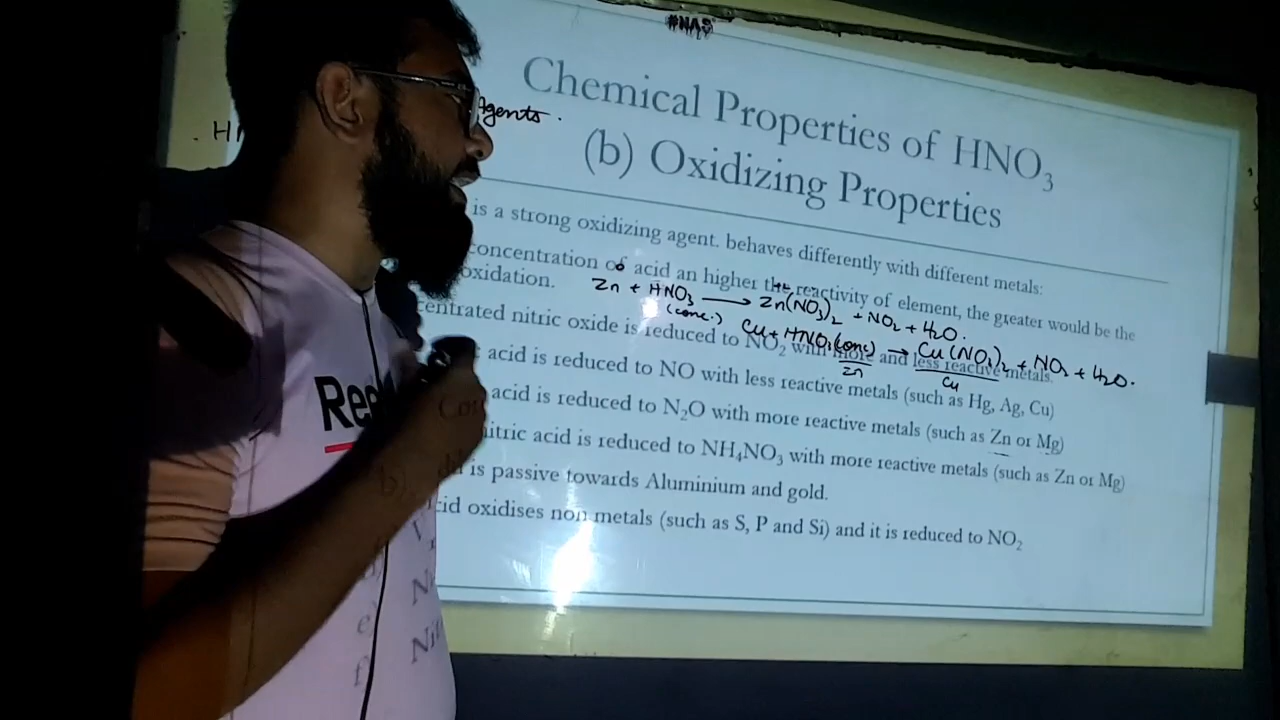 #NAS
Chemical Properties of HNO3
(b) Oxidizing Properties
Agents.
is a strong oxidizing agent. behaves differently with different metals:
concentration of acid an higher the reactivity of element, the greater would be the
oxidation.
Zn + HNO3 (conc.) → Zn(NO3)2 + NO2 + H2O.
Cu + HNO3 (conc) → Cu(NO3)2 + NO2 + H2O.
nitric oxide is reduced to NO2 with more and less reactive metals.
Zn Cu
acid is reduced to NO with less reactive metals (such as Hg, Ag, Cu)
acid is reduced to N2O with more reactive metals (such as Zn or Mg)
nitric acid is reduced to NH4NO3 with more reactive metals (such as Zn or Mg)
is passive towards Aluminium and gold.
oxidises non metals (such as S, P and Si) and it is reduced to NO2